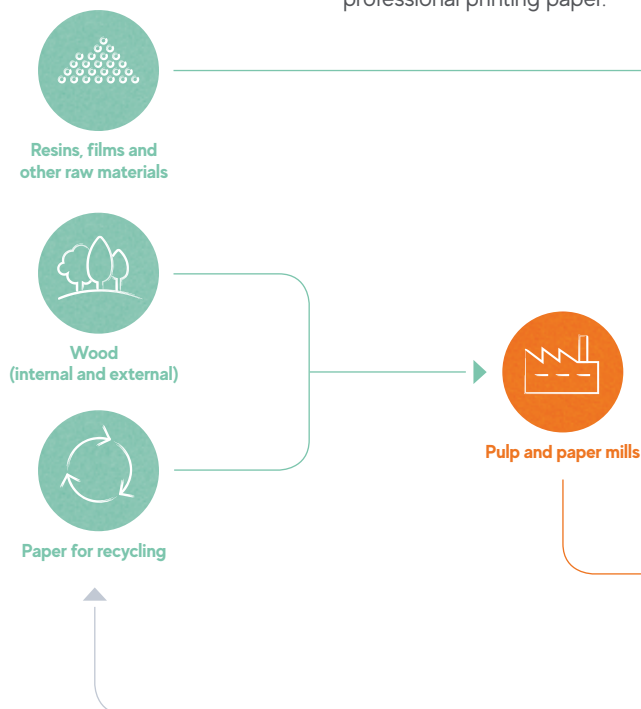 professional printing paper.
Resins, films and
other raw materials
Wood
(internal and external)
Pulp and paper mills
Paper for recycling